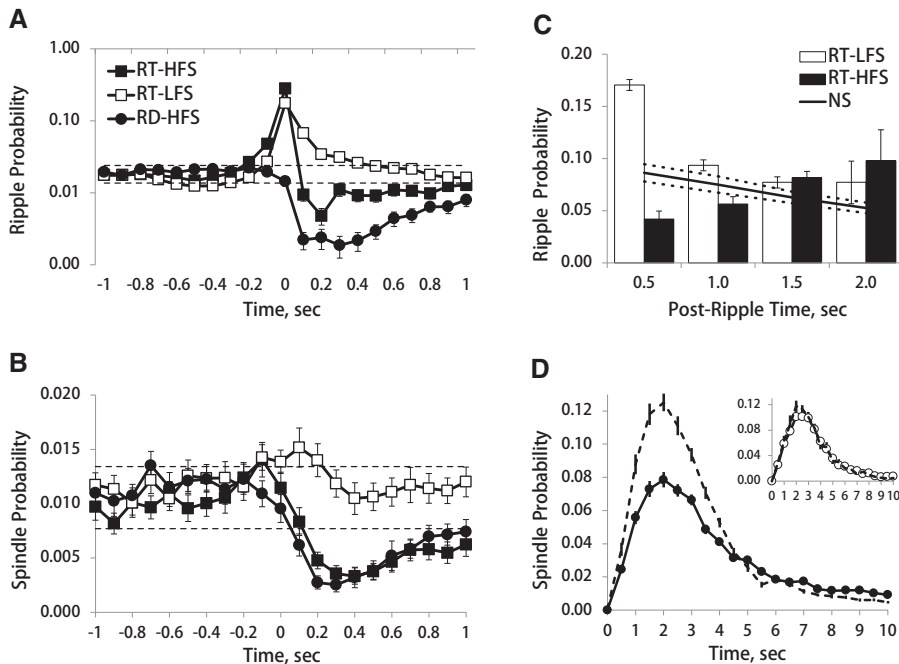 A
1.00
0.10
0.01
0.00
Ripple Probability
RT-HFS
RT-LFS
RD-HFS
-1 -0.8 -0.6 -0.4 -0.2 0 0.2 0.4 0.6 0.8 1
Time, sec
B
0.020
0.015
0.010
0.005
0.000
Spindle Probability
-1 -0.8 -0.6 -0.4 -0.2 0 0.2 0.4 0.6 0.8 1
Time, sec
C
0.20
0.15
0.10
0.05
0.00
Ripple Probability
RT-LFS
RT-HFS
NS
0.5 1.0 1.5 2.0
Post-Ripple Time, sec
D
0.12
0.10
0.08
0.06
0.04
0.02
0.00
Spindle Probability
0 1 2 3 4 5 6 7 8 9 10
Time, sec
0.12
0.08
0.04
0.00
0 1 2 3 4 5 6 7 8 9 10